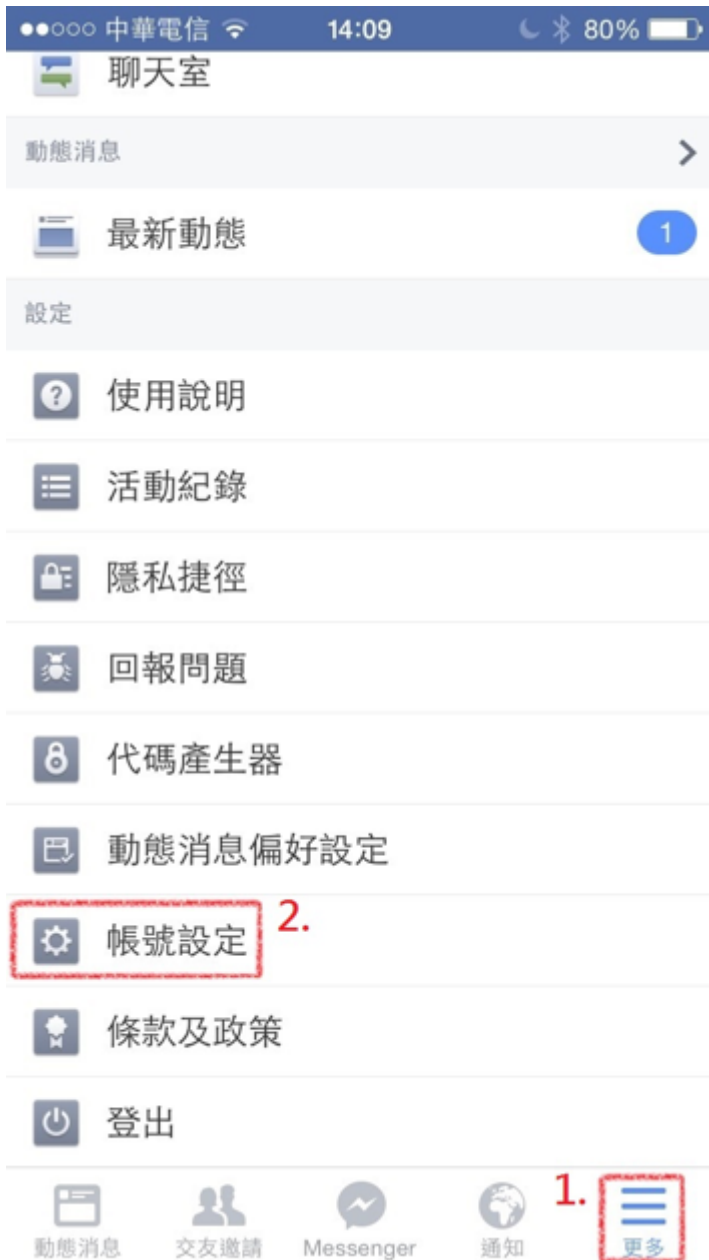 中華電信 14:09 80%
聊天室
動態消息
最新動態 1
設定
使用說明
活動紀錄
隱私捷徑
回報問題
代碼產生器
動態消息偏好設定
帳號設定 2.
條款及政策
登出
1.
動態消息 交友邀請 Messenger 通知 更多